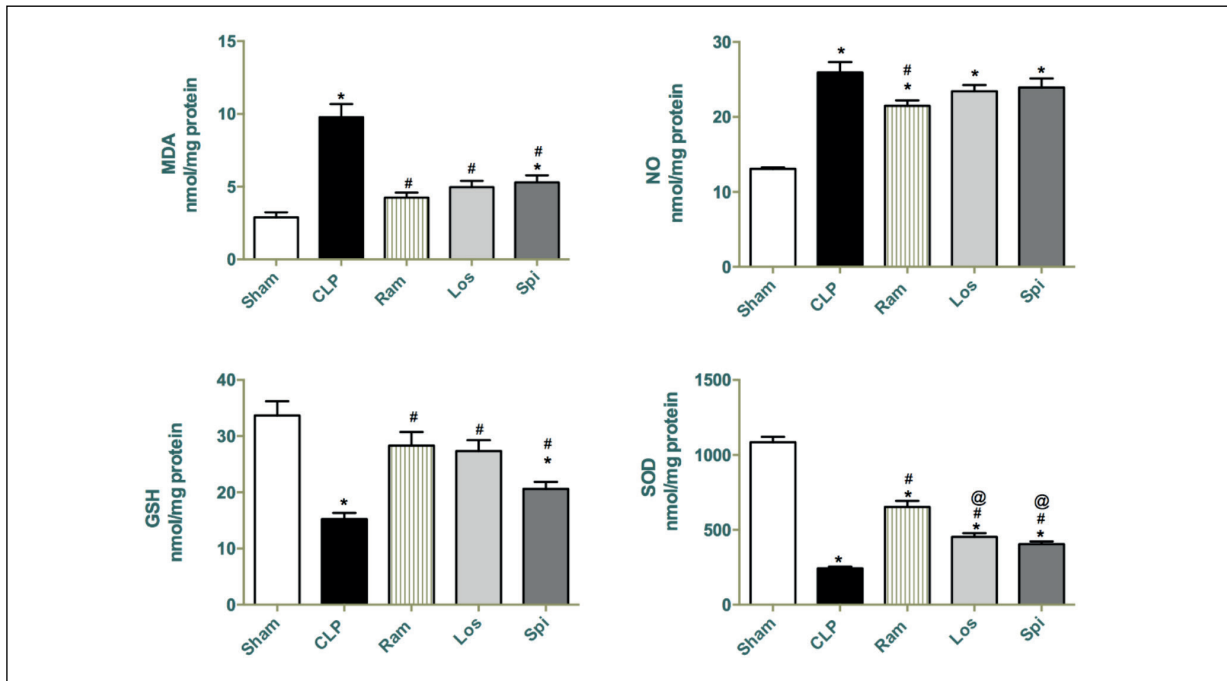 MDA
nmol/mg protein
15
10
5
0
*
#
#
#
*
Sham
CLP
Ram
Los
Spi
NO
nmol/mg protein
30
20
10
0
*
#
*
*
*
Sham
CLP
Ram
Los
Spi
GSH
nmol/mg protein
40
30
20
10
0
*
#
#
#
*
Sham
CLP
Ram
Los
Spi
SOD
nmol/mg protein
1500
1000
500
0
*
#
*
@
#
*
@
#
*
Sham
CLP
Ram
Los
Spi